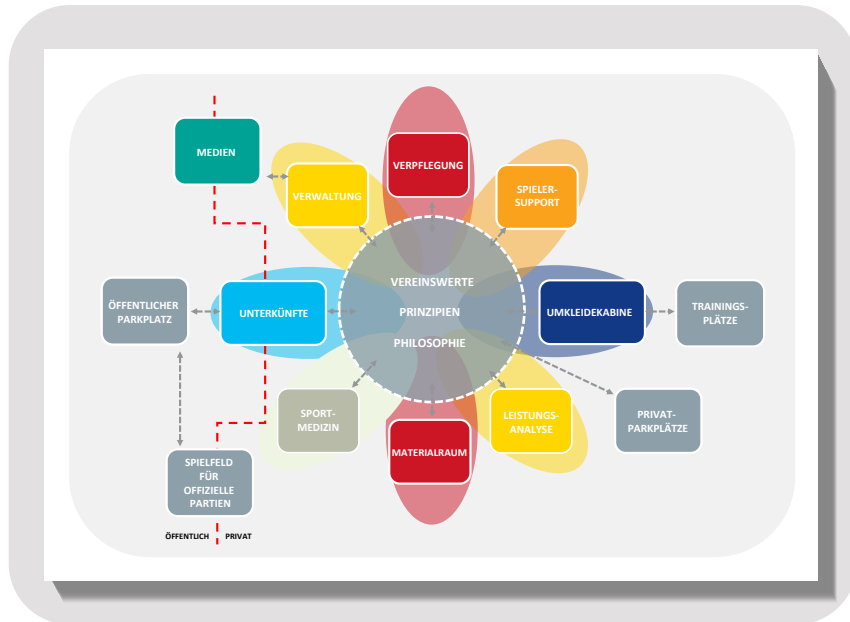 MEDIEN
VERWALTUNG
VERPFLEGUNG
SPIELER-
SUPPORT
ÖFFENTLICHER
PARKPLATZ
UNTERKÜNFTE
VEREINSWERTE
PRINZIPIEN
PHILOSOPHIE
UMKLEIDEKABINE
TRAININGS-
PLÄTZE
SPORT-
MEDIZIN
MATERIALRAUM
LEISTUNGS-
ANALYSE
PRIVAT-
PARKPLÄTZE
SPIELFELD
FÜR
OFFIZIELLE
PARTIEN
ÖFFENTLICH
PRIVAT